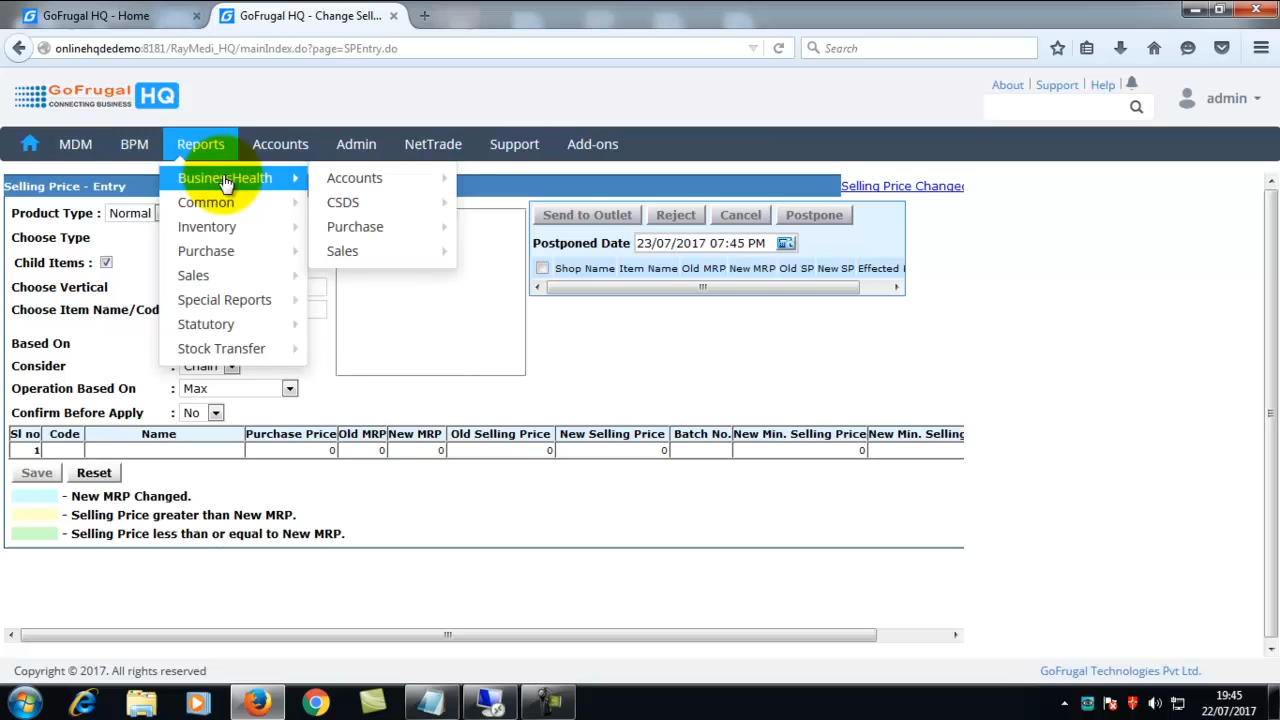 GoFrugal HQ - Home
GoFrugal HQ - Change Sell...
onlinehqdedemo:8181/RayMedi_HQ/mainIndex.do?page=SPEntry.do
Search
GoFrugal HQ
CONNECTING BUSINESS
About | Support | Help |
admin
MDM BPM Reports Accounts Admin NetTrade Support Add-ons
BusinessHealth
Common
Inventory
Purchase
Sales
Special Reports
Statutory
Stock Transfer
Accounts
CSDS
Purchase
Sales
Selling Price - Entry
Selling Price Changed
Product Type : Normal
Choose Type
Child Items :
Choose Vertical
Choose Item Name/Cod
Based On
Consider : Chain
Operation Based On : Max
Confirm Before Apply : No
Send to Outlet Reject Cancel Postpone
Postponed Date 23/07/2017 07:45 PM
Shop Name Item Name Old MRP New MRP Old SP New SP Effected
Sl no Code Name Purchase Price Old MRP New MRP Old Selling Price New Selling Price Batch No. New Min. Selling Price New Min. Selling
1 0 0 0 0 0 0
Save Reset
- New MRP Changed.
- Selling Price greater than New MRP.
- Selling Price less than or equal to New MRP.
Copyright © 2017. All rights reserved
GoFrugal Technologies Pvt Ltd.
19:45
22/07/2017